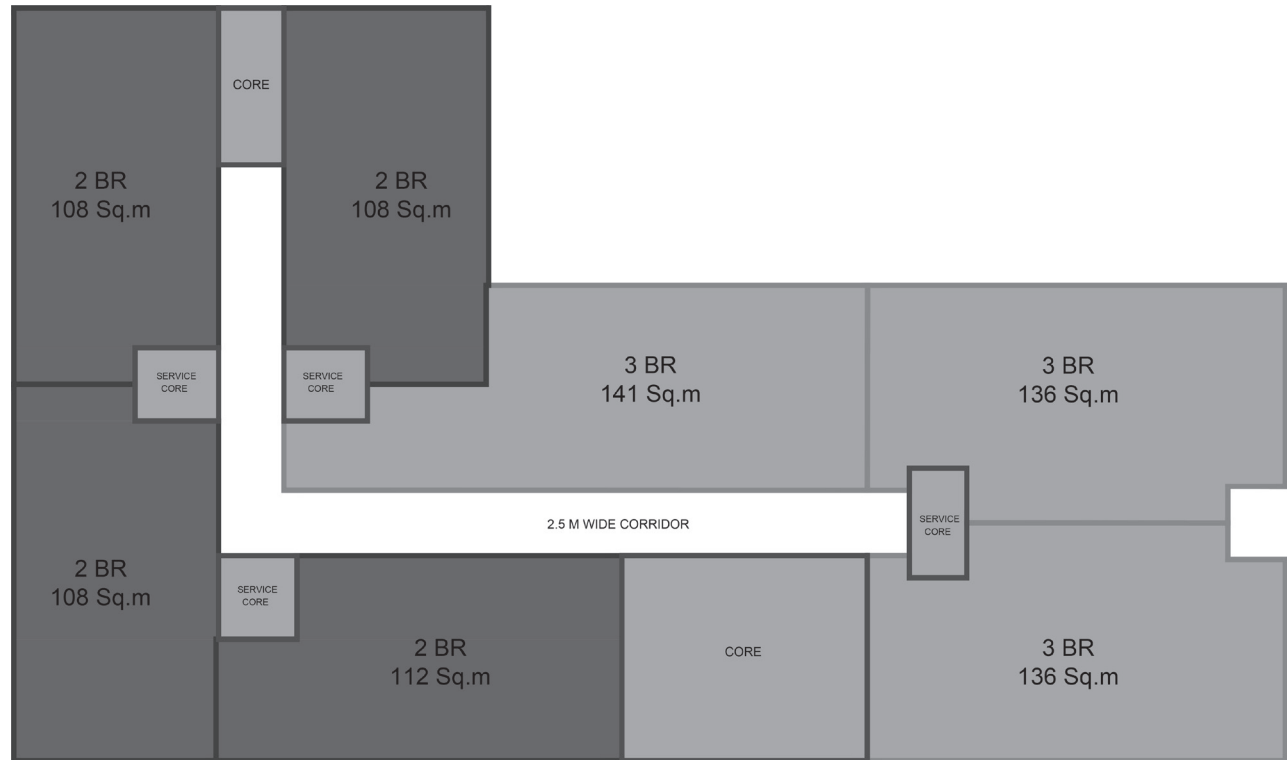 CORE
2 BR
108 Sq.m
2 BR
108 Sq.m
SERVICE
CORE
SERVICE
CORE
3 BR
141 Sq.m
3 BR
136 Sq.m
2.5 M WIDE CORRIDOR
SERVICE
CORE
2 BR
108 Sq.m
SERVICE
CORE
2 BR
112 Sq.m
CORE
3 BR
136 Sq.m